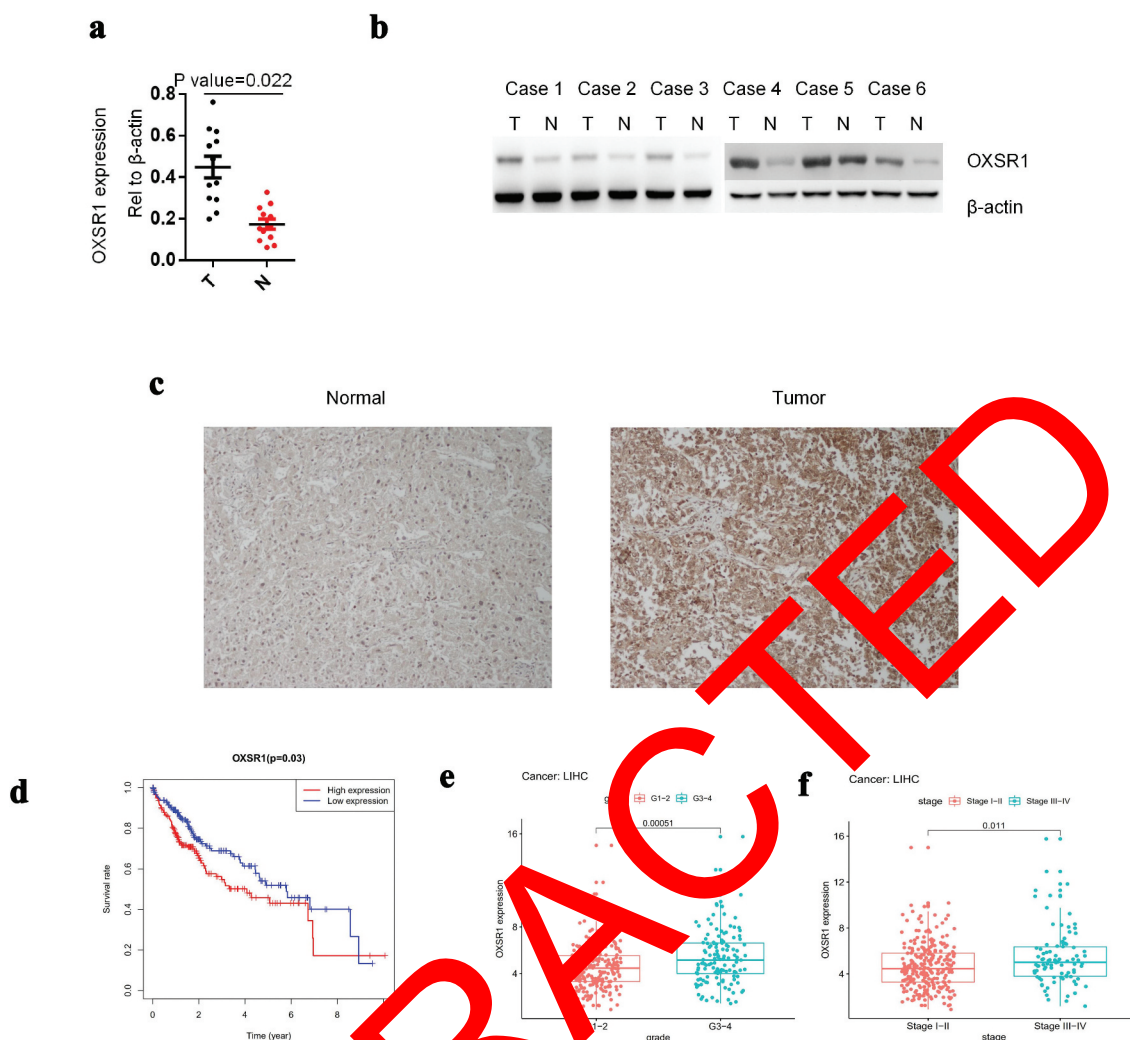 a
P value=0.022
OXSR1 expression
Rel to β-actin
0.8
0.6
0.4
0.2
0.0
T
N
b
Case 1 Case 2 Case 3 Case 4 Case 5 Case 6
T N T N T N T N T N T N
OXSR1
β-actin
c
Normal
Tumor
d
OXSR1(p=0.03)
High expression
Low expression
Survival rate
1.0
0.8
0.6
0.4
0.2
0.0
0 2 4 6 8
Time (year)
e
Cancer: LIHC
G1-2 G3-4
0.00051
OXSR1 expression
16
8
4
G3-4
grade
f
Cancer: LIHC
stage Stage I-II Stage III-IV
0.011
OXSR1 expression
16
12
8
4
Stage I-II Stage III-IV
stage
RACTED